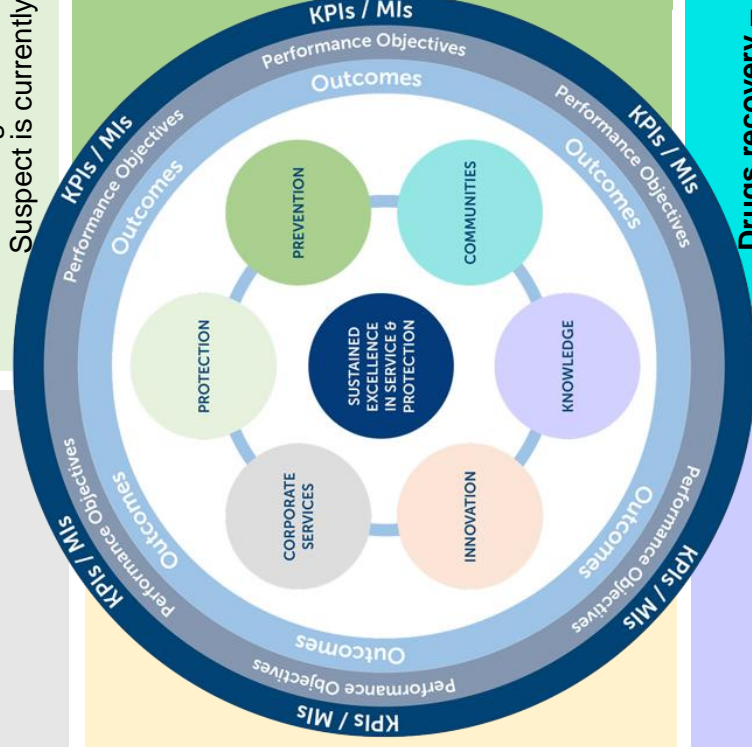 Suspect is currently
KPIs / MIs
Performance Objectives
Outcomes
KPIs / MIs
Performance Objectives
Outcomes
KPIs / MIs
Performance Objectives
Outcomes
KPIs / MIs
Performance Objectives
Outcomes
KPIs / MIs
Performance Objectives
Outcomes
KPIs / MIs
Performance Objectives
Outcomes
PROTECTION
PREVENTION
COMMUNITIES
KNOWLEDGE
INNOVATION
CORPORATE
SERVICES
SUSTAINED
EXCELLENCE
IN SERVICE &
PROTECTION
Drugs recovery –